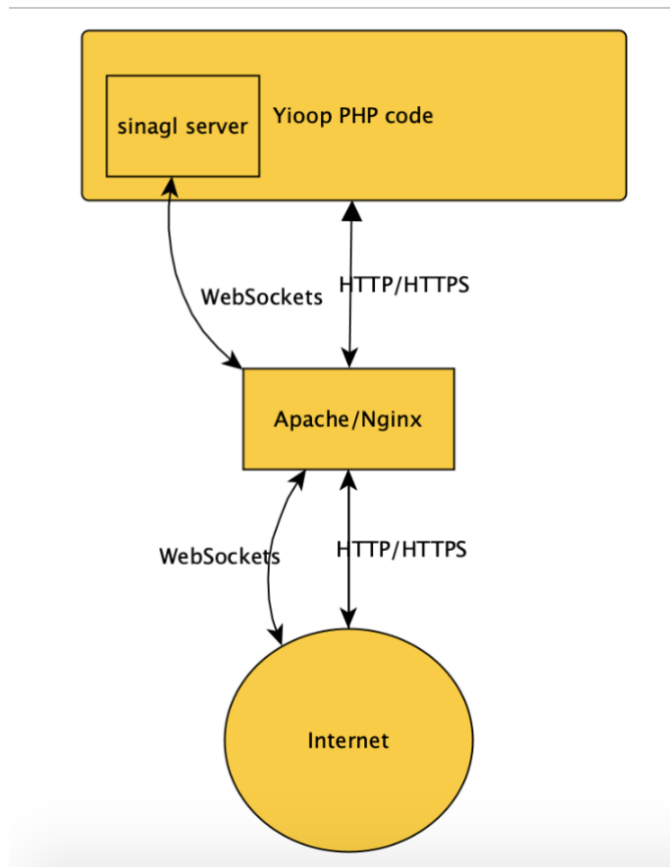 sinagl server
Yioop PHP code
WebSockets
HTTP/HTTPS
Apache/Nginx
WebSockets
HTTP/HTTPS
Internet